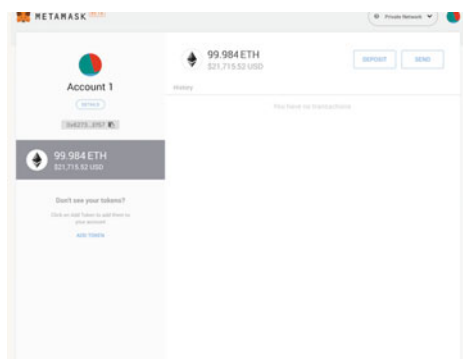 METAMASK BETA
Private Network
Account 1
DETAILS
99.984 ETH
$21,715.52 USD
Don't see your tokens?
Click on Add Token to add them to
your account
ADD TOKEN
99.984 ETH
$21,715.52 USD
DEPOSIT
SEND
History
You have no transactions